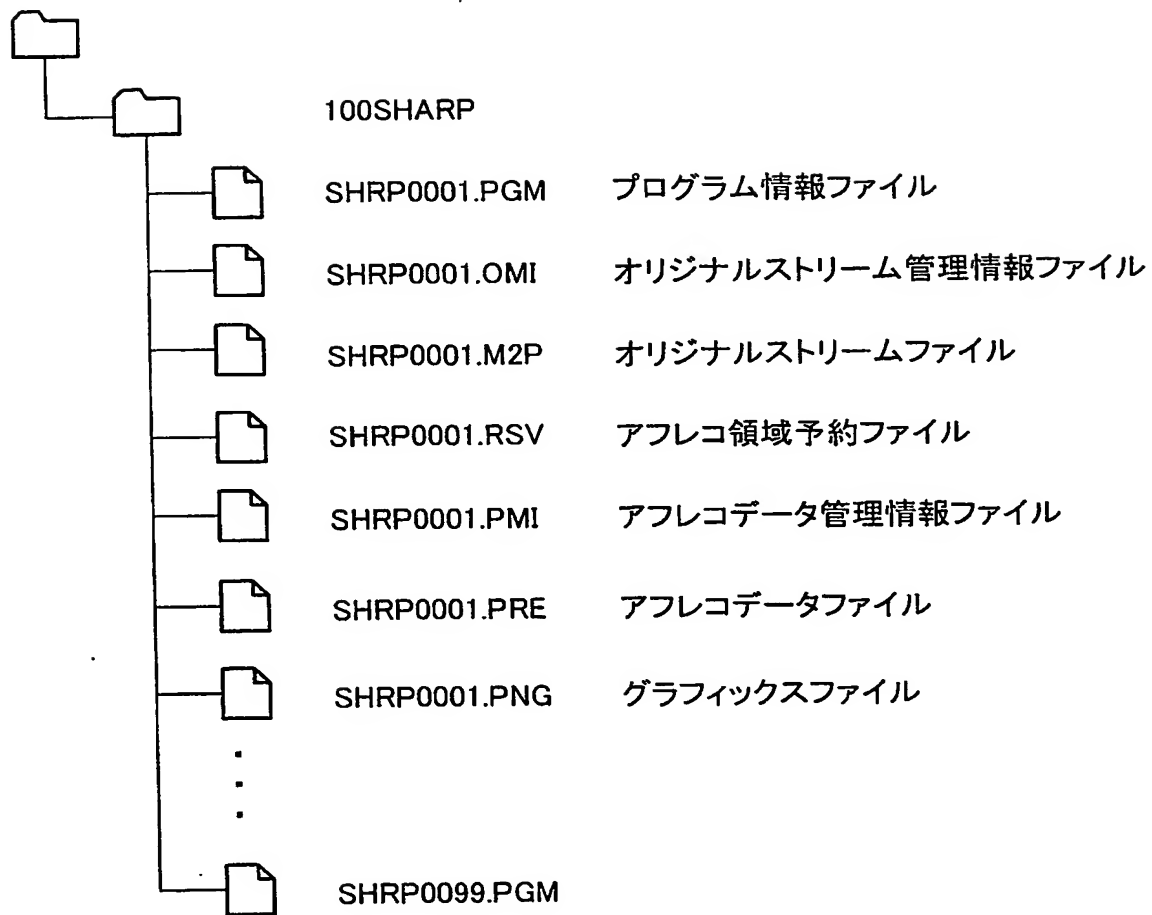 100SHARP
SHRP0001.PGM プログラム情報ファイル
SHRP0001.OMI オリジナルストリーム管理情報ファイル
SHRP0001.M2P オリジナルストリームファイル
SHRP0001.RSV アフレコ領域予約ファイル
SHRP0001.PMI アフレコデータ管理情報ファイル
SHRP0001.PRE アフレコデータファイル
SHRP0001.PNG グラフィックスファイル
SHRP0099.PGM